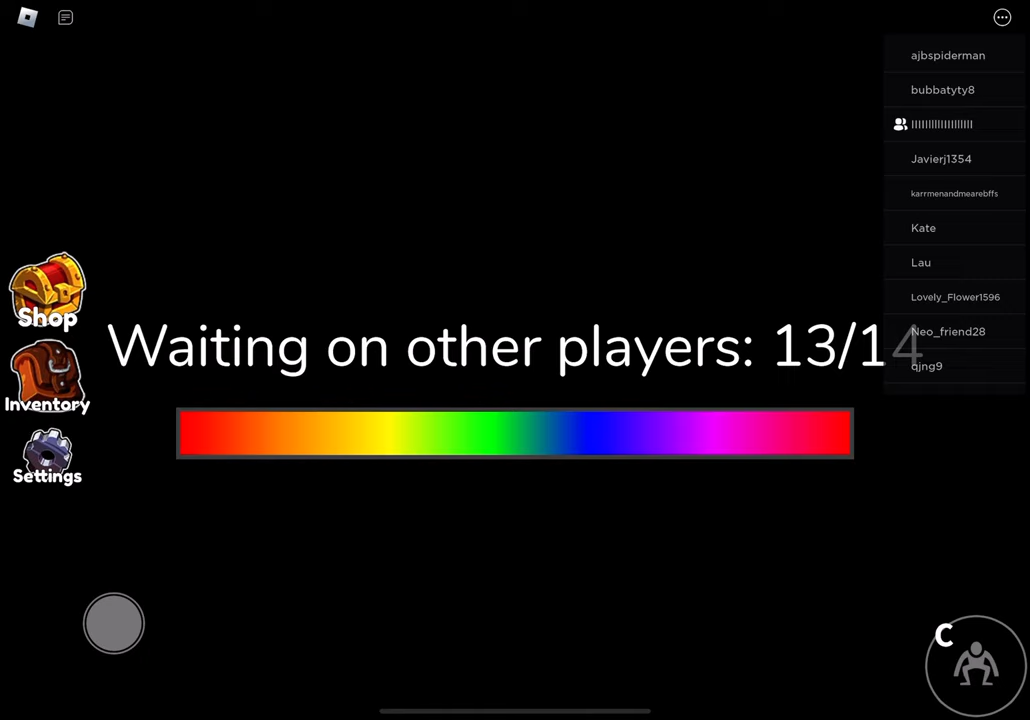 ajbspiderman
bubbatyty8
Javierj1354
karrmenandmearebffs
Kate
Lau
Lovely_Flower1596
Neo_friend28
qjng9
Shop
Inventory
Settings
Waiting on other players: 13/14
C